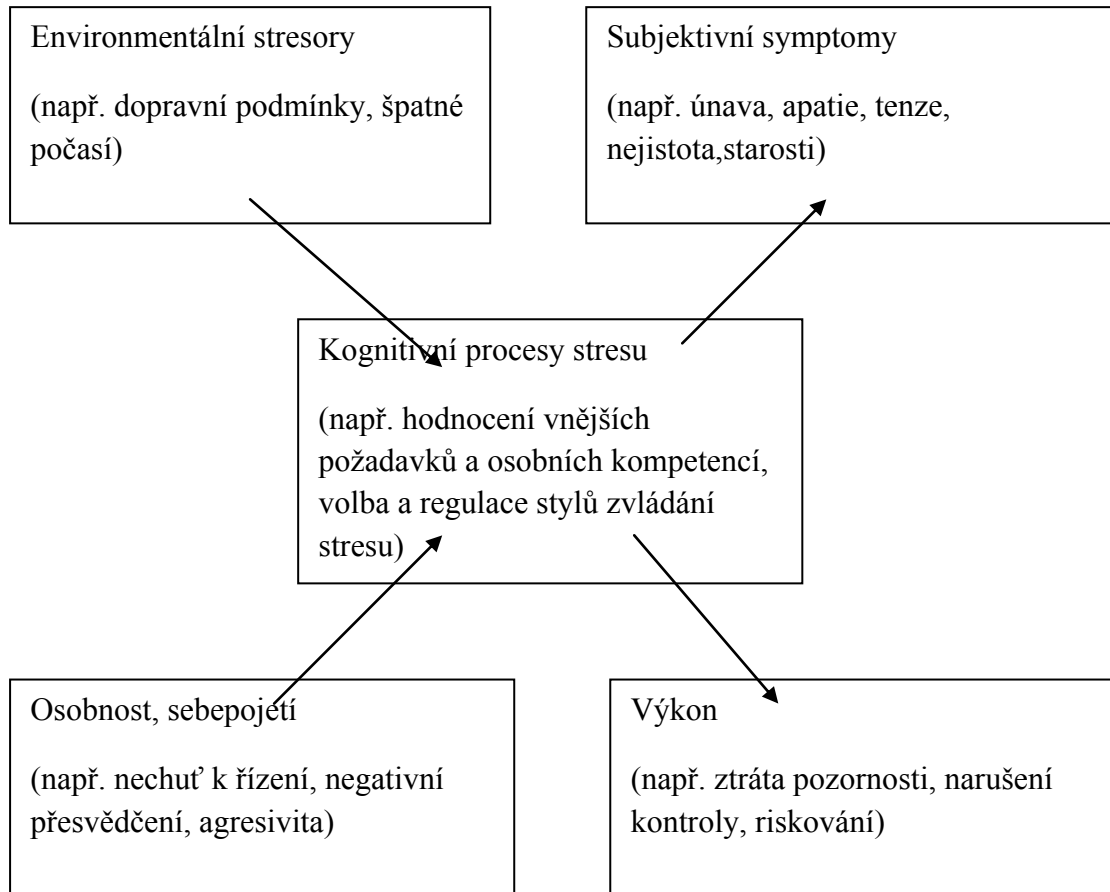 Environmentální stresory
(např. dopravní podmínky, špatné
počasí)
Subjektivní symptomy
(např. únava, apatie, tenze,
nejistota,starosti)
Kognitivní procesy stresu
(např. hodnocení vnějších
požadavků a osobních kompetencí,
volba a regulace stylů zvládání
stresu)
Osobnost, sebepojetí
(např. nechuť k řízení, negativní
přesvědčení, agresivita)
Výkon
(např. ztráta pozornosti, narušení
kontroly, riskování)